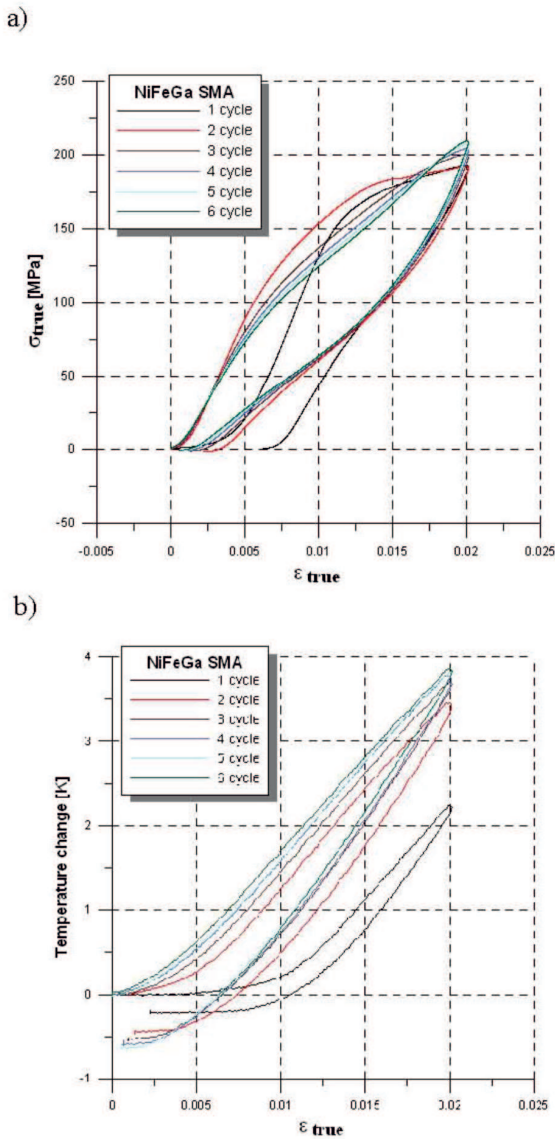 a)
250
NiFeGa SMA
1 cycle
2 cycle
3 cycle
4 cycle
5 cycle
6 cycle
200
150
100
50
0
-50
σtrue [MPa]
-0.005 0 0.005 0.01 0.015 0.02 0.025
ε true
b)
4
NiFeGa SMA
1 cycle
2 cycle
3 cycle
4 cycle
5 cycle
6 cycle
3
2
1
0
-1
Temperature change [K]
0 0.005 0.01 0.015 0.02 0.025
ε true